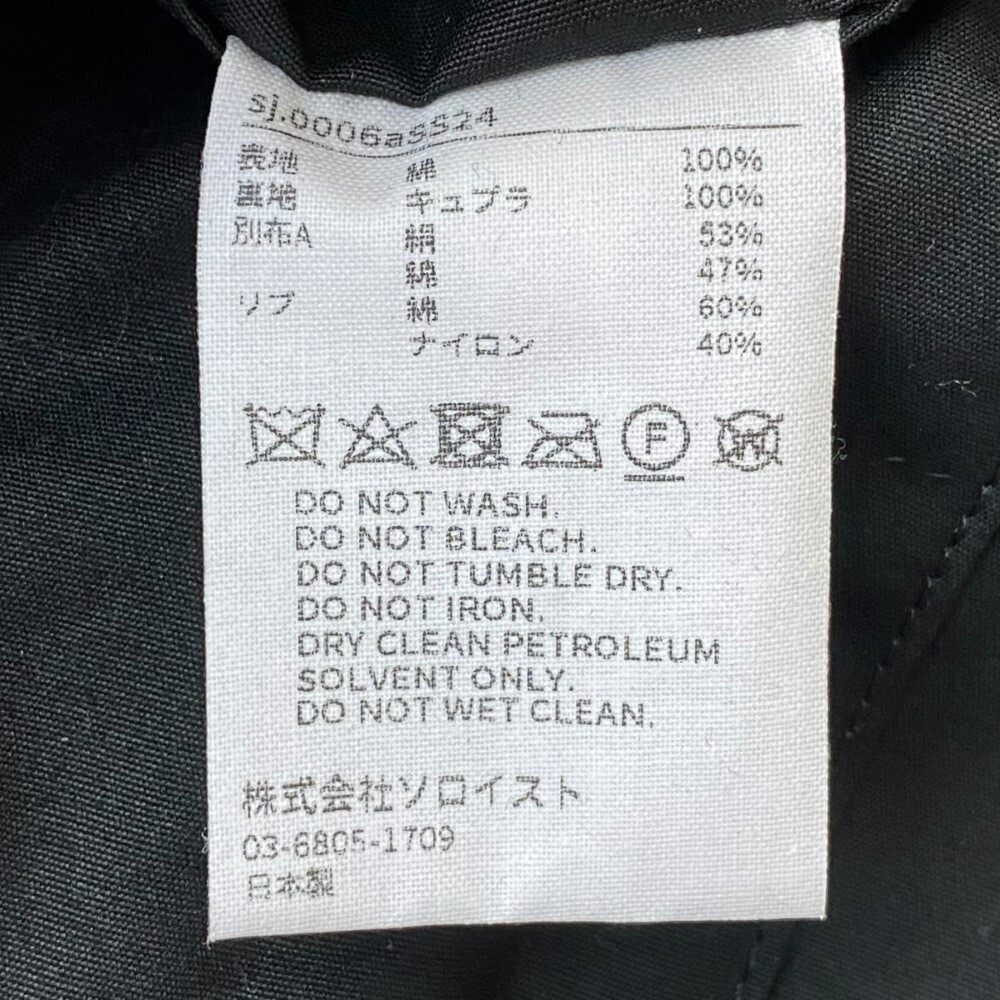 sj.0006aSS24
表地 綿 100%
裏地 キュプラ 100%
別布A 絹 53%
綿 47%
リブ 綿 60%
ナイロン 40%
F
DO NOT WASH.
DO NOT BLEACH.
DO NOT TUMBLE DRY.
DO NOT IRON.
DRY CLEAN PETROLEUM
SOLVENT ONLY.
DO NOT WET CLEAN.
株式会社ソロイスト
03-6805-1709
日本製